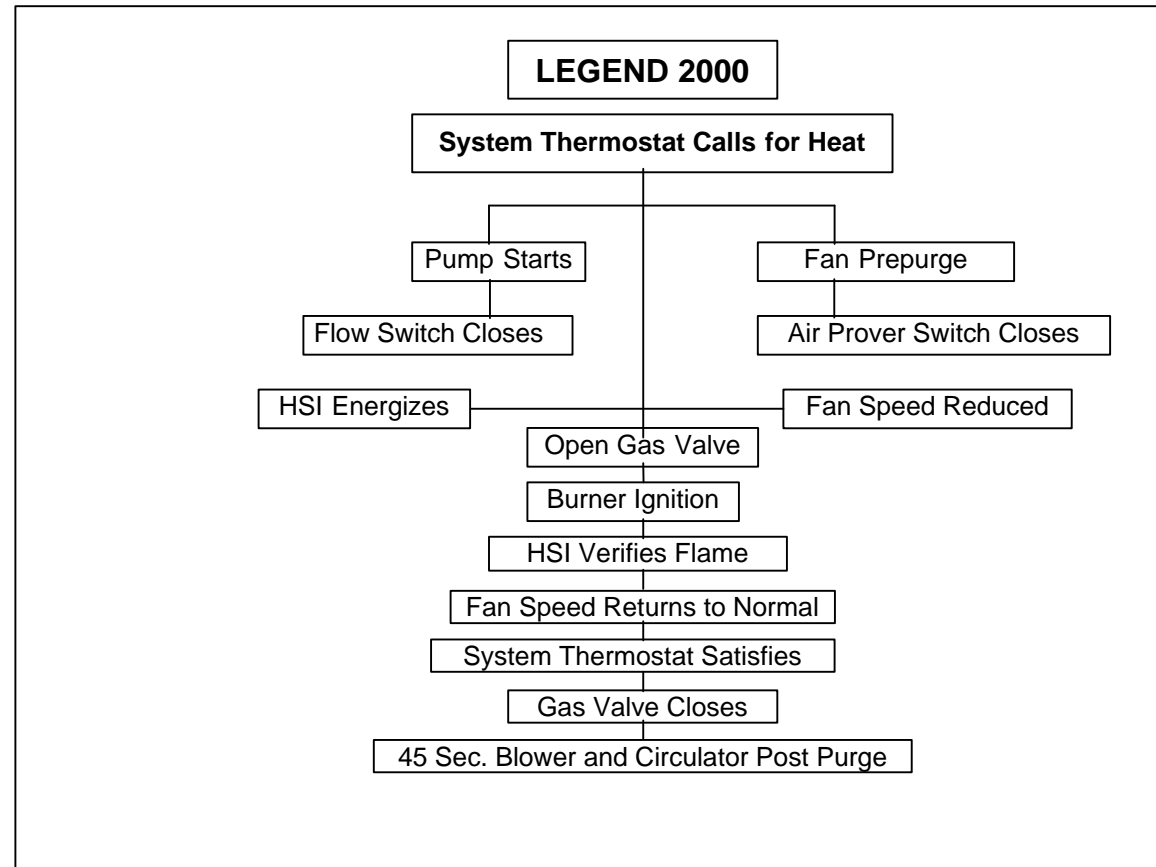 LEGEND 2000
System Thermostat Calls for Heat
Pump Starts
Fan Prepurge
Flow Switch Closes
Air Prover Switch Closes
HSI Energizes
Fan Speed Reduced
Open Gas Valve
Burner Ignition
HSI Verifies Flame
Fan Speed Returns to Normal
System Thermostat Satisfies
Gas Valve Closes
45 Sec. Blower and Circulator Post Purge